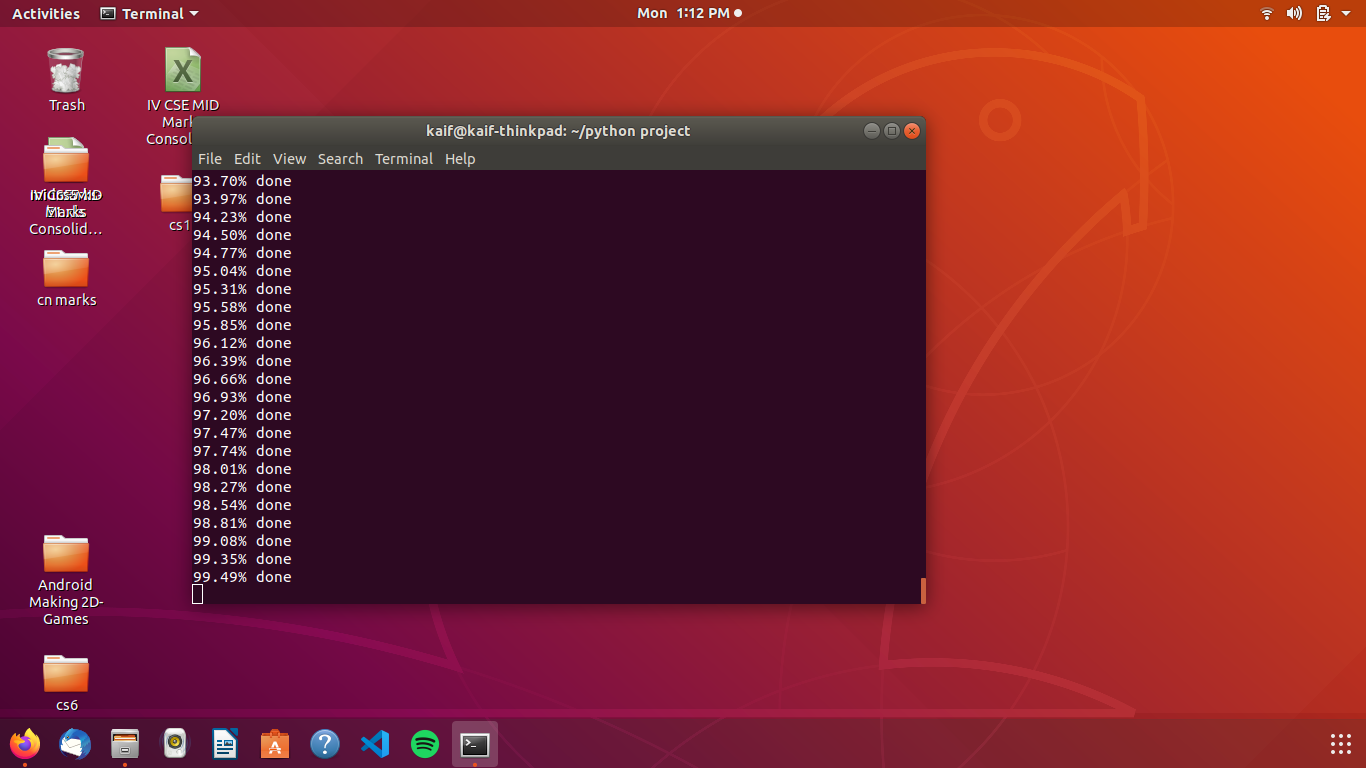 Activities Terminal Mon 1:12 PM
Trash
IV CSE MID
Mark
Consol
Marks
Consolid…
cs1
cn marks
Android
Making 2D-
Games
cs6
kaif@kaif-thinkpad: ~/python project
File Edit View Search Terminal Help
93.70% done
93.97% done
94.23% done
94.50% done
94.77% done
95.04% done
95.31% done
95.58% done
95.85% done
96.12% done
96.39% done
96.66% done
96.93% done
97.20% done
97.47% done
97.74% done
98.01% done
98.27% done
98.54% done
98.81% done
99.08% done
99.35% done
99.49% done